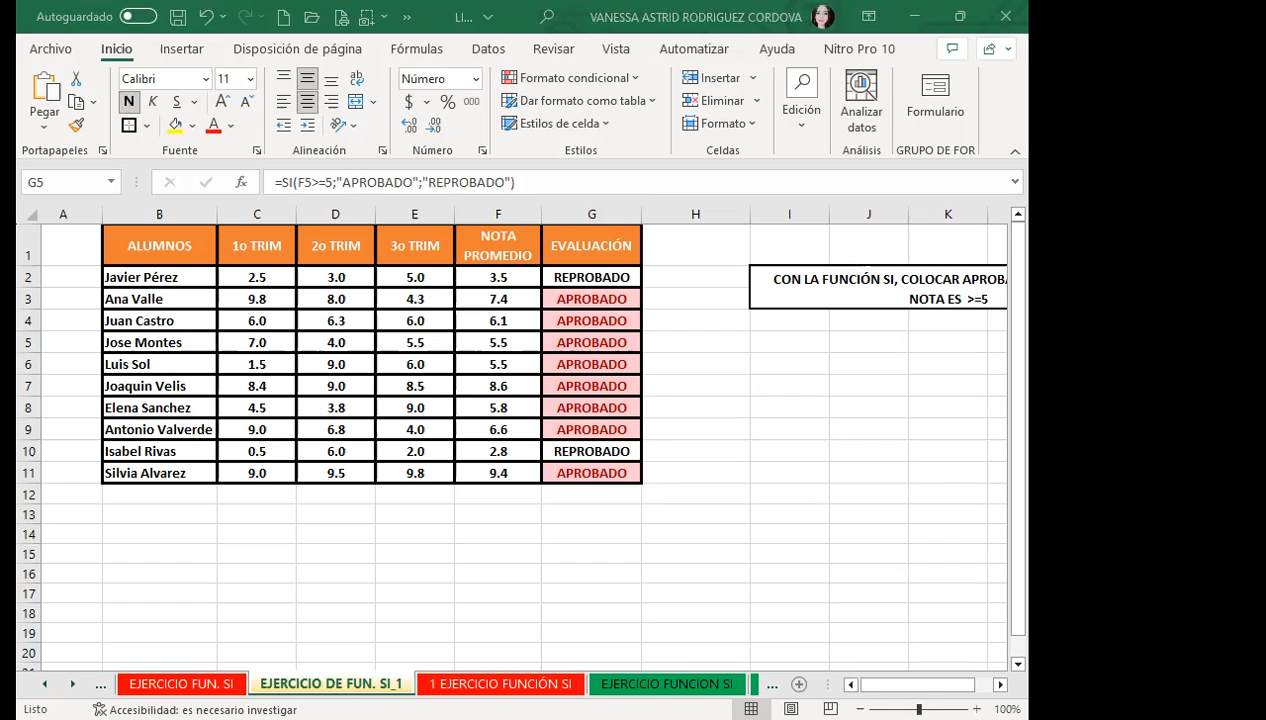 Autoguardado LI... VANESSA ASTRID RODRIGUEZ CORDOVA
Archivo Inicio Insertar Disposición de página Fórmulas Datos Revisar Vista Automatizar Ayuda Nitro Pro 10
Pegar
Calibri 11
N K S
Número
$ % 000
Formato condicional
Dar formato como tabla
Estilos de celda
Insertar
Eliminar
Formato
Edición
Analizar
datos
Formulario
Portapapeles Fuente Alineación Número Estilos Celdas Análisis GRUPO DE FOR
G5 fx =SI(F5>=5;"APROBADO";"REPROBADO")
A B C D E F G H I J K
1 ALUMNOS 1o TRIM 2o TRIM 3o TRIM NOTA PROMEDIO EVALUACIÓN
2 Javier Pérez 2.5 3.0 5.0 3.5 REPROBADO CON LA FUNCIÓN SI, COLOCAR APROBA
3 Ana Valle 9.8 8.0 4.3 7.4 APROBADO NOTA ES >=5
4 Juan Castro 6.0 6.3 6.0 6.1 APROBADO
5 Jose Montes 7.0 4.0 5.5 5.5 APROBADO
6 Luis Sol 1.5 9.0 6.0 5.5 APROBADO
7 Joaquin Velis 8.4 9.0 8.5 8.6 APROBADO
8 Elena Sanchez 4.5 3.8 9.0 5.8 APROBADO
9 Antonio Valverde 9.0 6.8 4.0 6.6 APROBADO
10 Isabel Rivas 0.5 6.0 2.0 2.8 REPROBADO
11 Silvia Alvarez 9.0 9.5 9.8 9.4 APROBADO
12
13
14
15
16
17
18
19
20
... EJERCICIO FUN. SI EJERCICIO DE FUN. SI_1 1 EJERCICIO FUNCIÓN SI EJERCICIO FUNCION SI ...
Listo Accesibilidad: es necesario investigar 100%